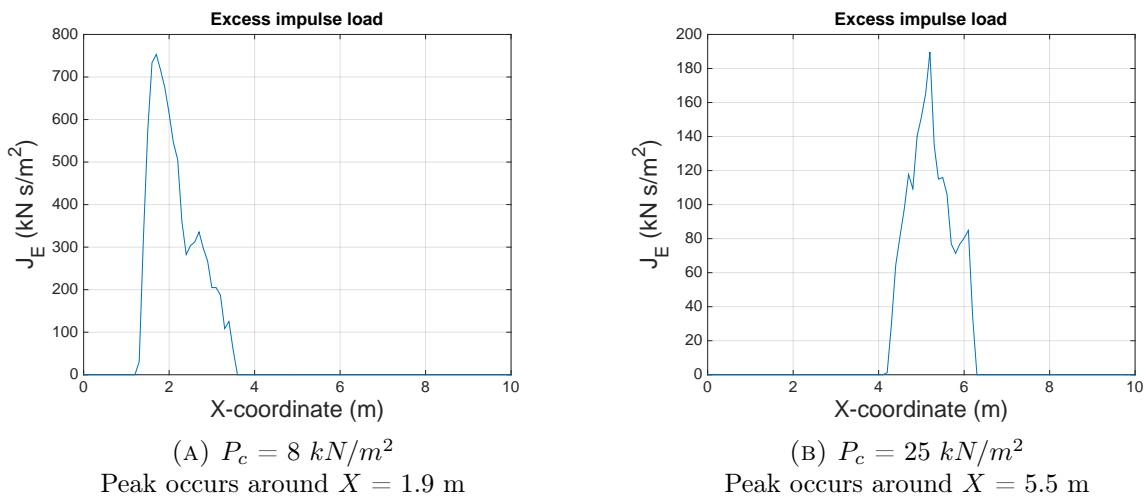 Excess impulse load
800
700
600
500
400
300
200
100
0
J_E (kN s/m^2)
0 2 4 6 8 10
X-coordinate (m)
(A) P_c = 8 kN/m^2
Peak occurs around X = 1.9 m
Excess impulse load
200
180
160
140
120
100
80
60
40
20
0
J_E (kN s/m^2)
0 2 4 6 8 10
X-coordinate (m)
(B) P_c = 25 kN/m^2
Peak occurs around X = 5.5 m